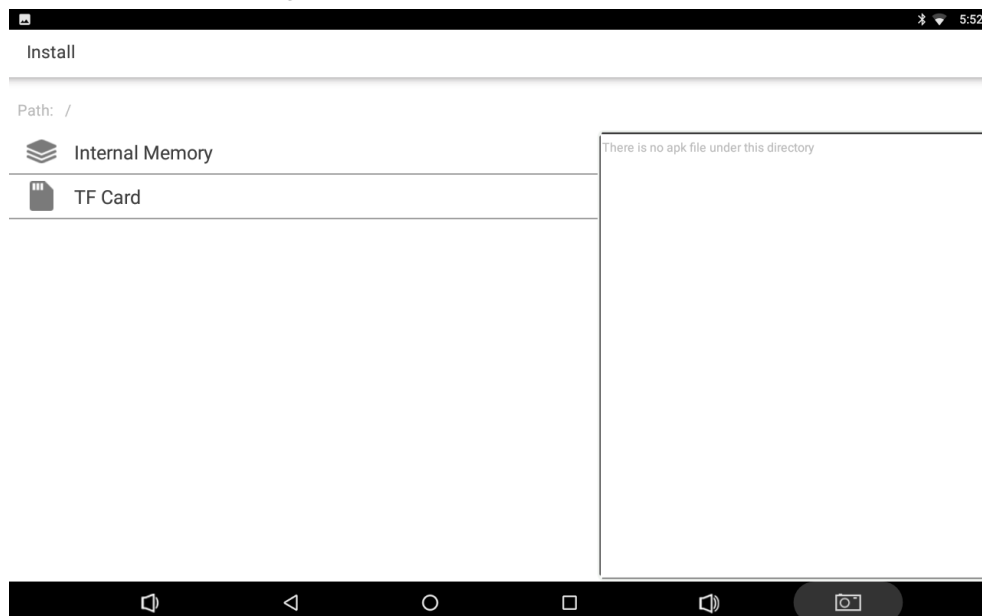 5:52
Install
Path: /
Internal Memory
There is no apk file under this directory
TF Card